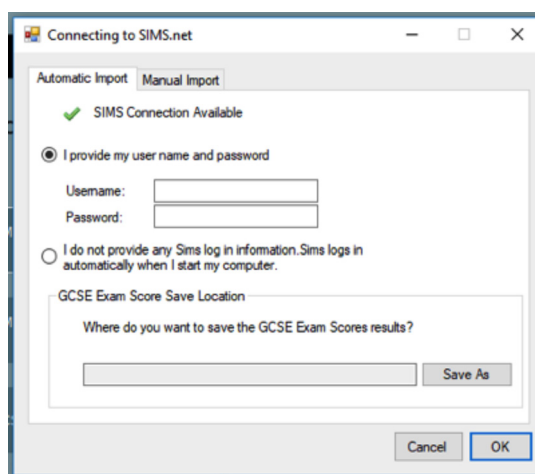 Connecting to SIMS.net
Automatic Import
Manual Import
SIMS Connection Available
I provide my user name and password
Username:
Password:
I do not provide any Sims log in information.Sims logs in
automatically when I start my computer.
GCSE Exam Score Save Location
Where do you want to save the GCSE Exam Scores results?
Save As
Cancel
OK